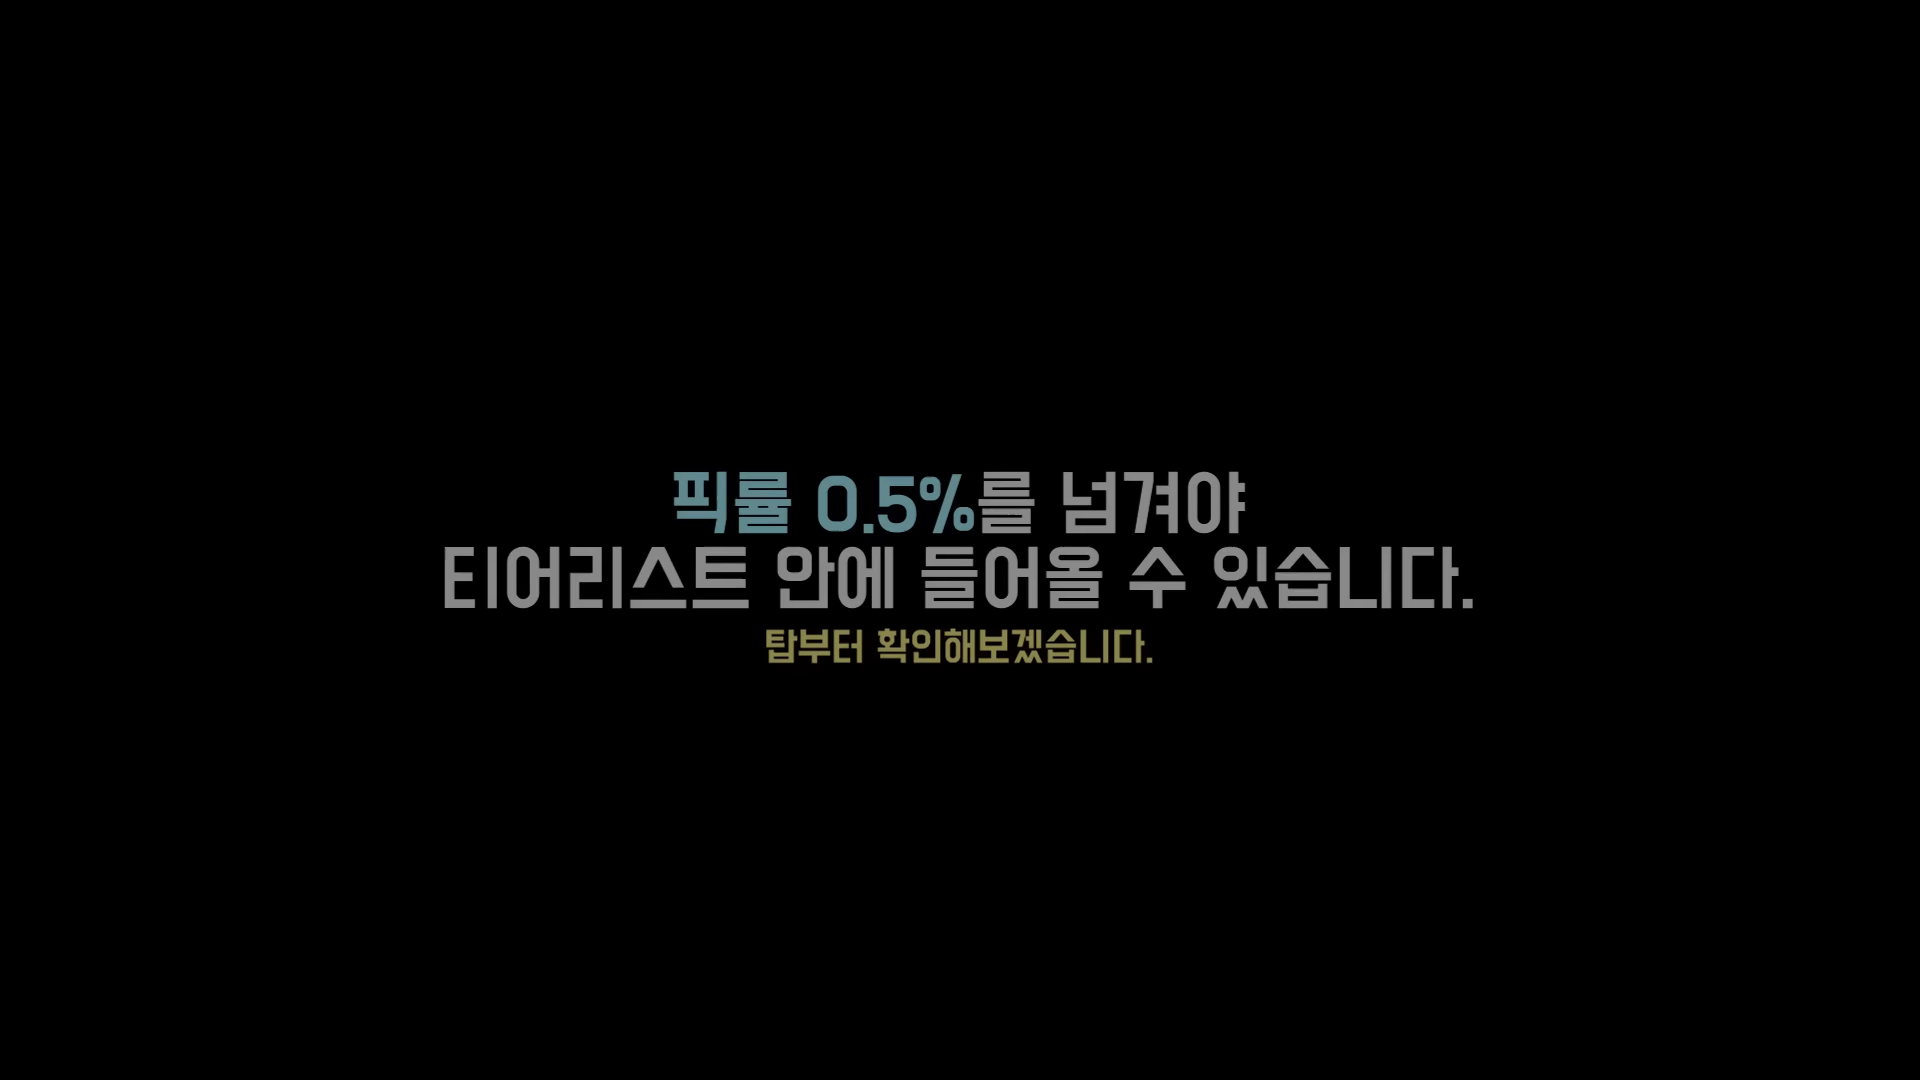 픽률 0.5%를 넘겨야
티어리스트 안에 들어올 수 있습니다.
탑부터 확인해보겠습니다.